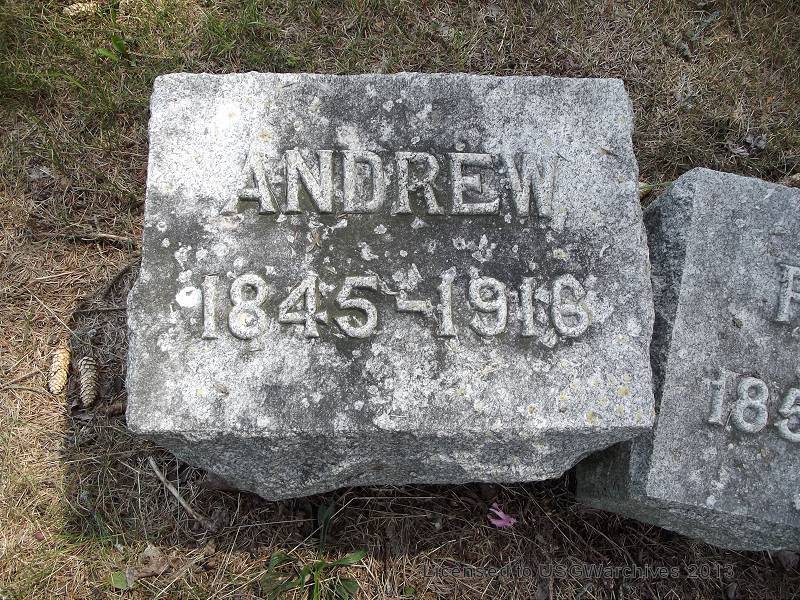 ANDREW
1845-1916
Licensed to USGWarchives 2013